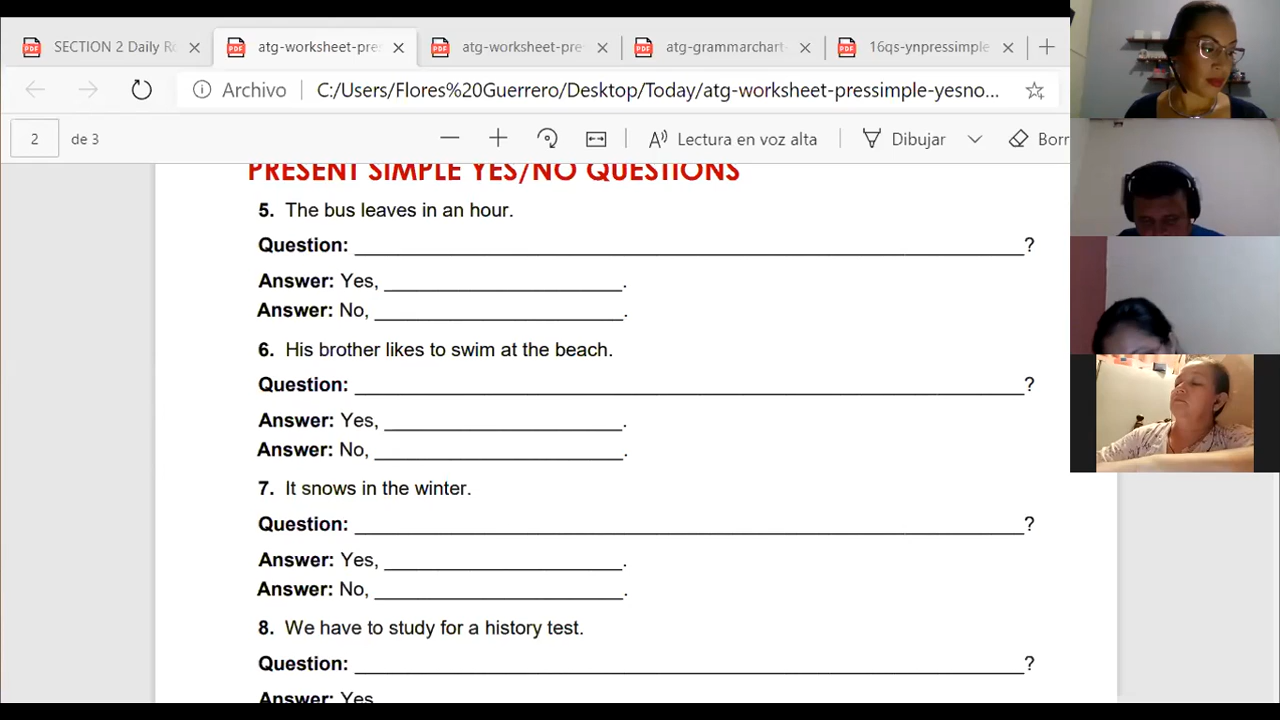 SECTION 2 Daily Ro
atg-worksheet-pres
atg-worksheet-pre
atg-grammarchart-
16qs-ynpressimple
Archivo C:/Users/Flores%20Guerrero/Desktop/Today/atg-worksheet-pressimple-yesno...
2 de 3 Lectura en voz alta Dibujar Borr
PRESENT SIMPLE YES/NO QUESTIONS
5. The bus leaves in an hour.
Question: ?
Answer: Yes, .
Answer: No, .
6. His brother likes to swim at the beach.
Question: ?
Answer: Yes, .
Answer: No, .
7. It snows in the winter.
Question: ?
Answer: Yes, .
Answer: No, .
8. We have to study for a history test.
Question: ?
Answer: Yes